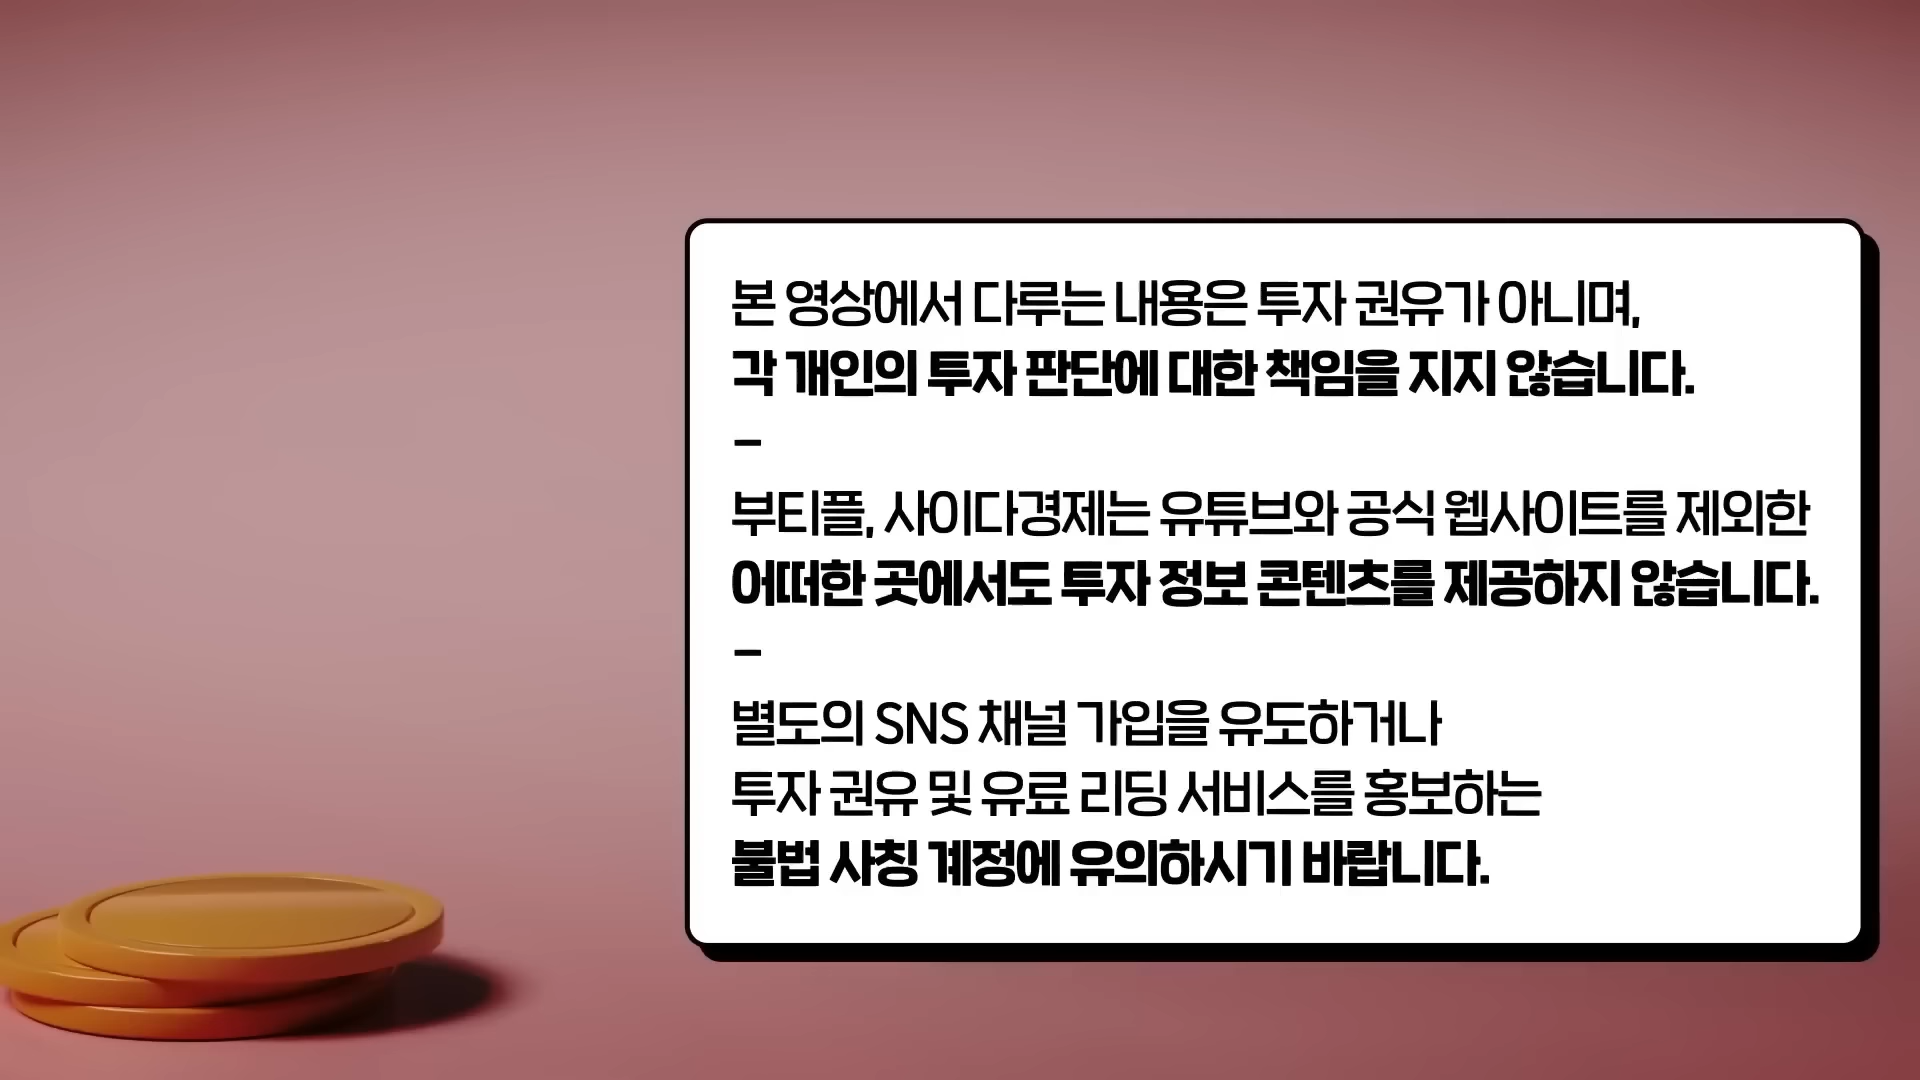 본 영상에서 다루는 내용은 투자 권유가 아니며,
각 개인의 투자 판단에 대한 책임을 지지 않습니다.
–
부티플, 사이다경제는 유튜브와 공식 웹사이트를 제외한
어떠한 곳에서도 투자 정보 콘텐츠를 제공하지 않습니다.
–
별도의 SNS 채널 가입을 유도하거나
투자 권유 및 유료 리딩 서비스를 홍보하는
불법 사칭 계정에 유의하시기 바랍니다.